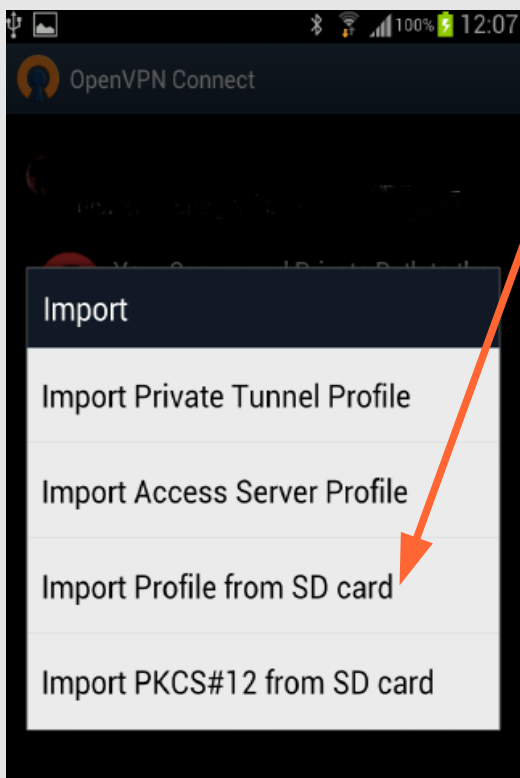 100% 12:07
OpenVPN Connect
Import
Import Private Tunnel Profile
Import Access Server Profile
Import Profile from SD card
Import PKCS#12 from SD card